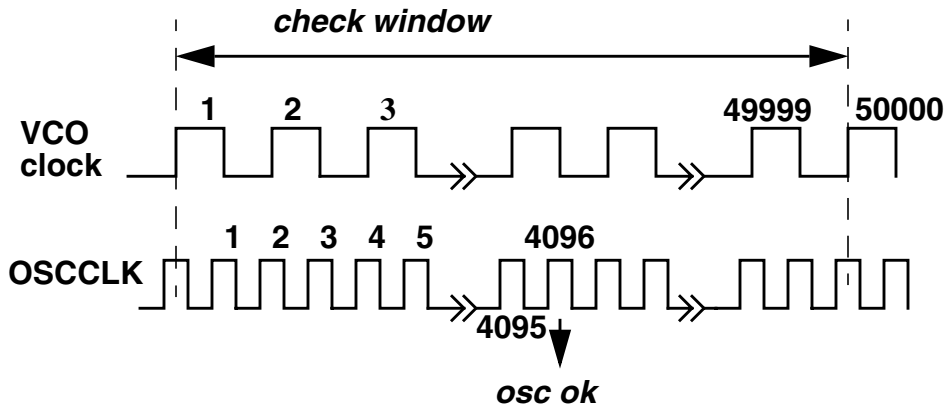 check window
1 2 3 49999 50000
VCO
clock
1 2 3 4 5 4096
OSCCLK
4095
osc ok